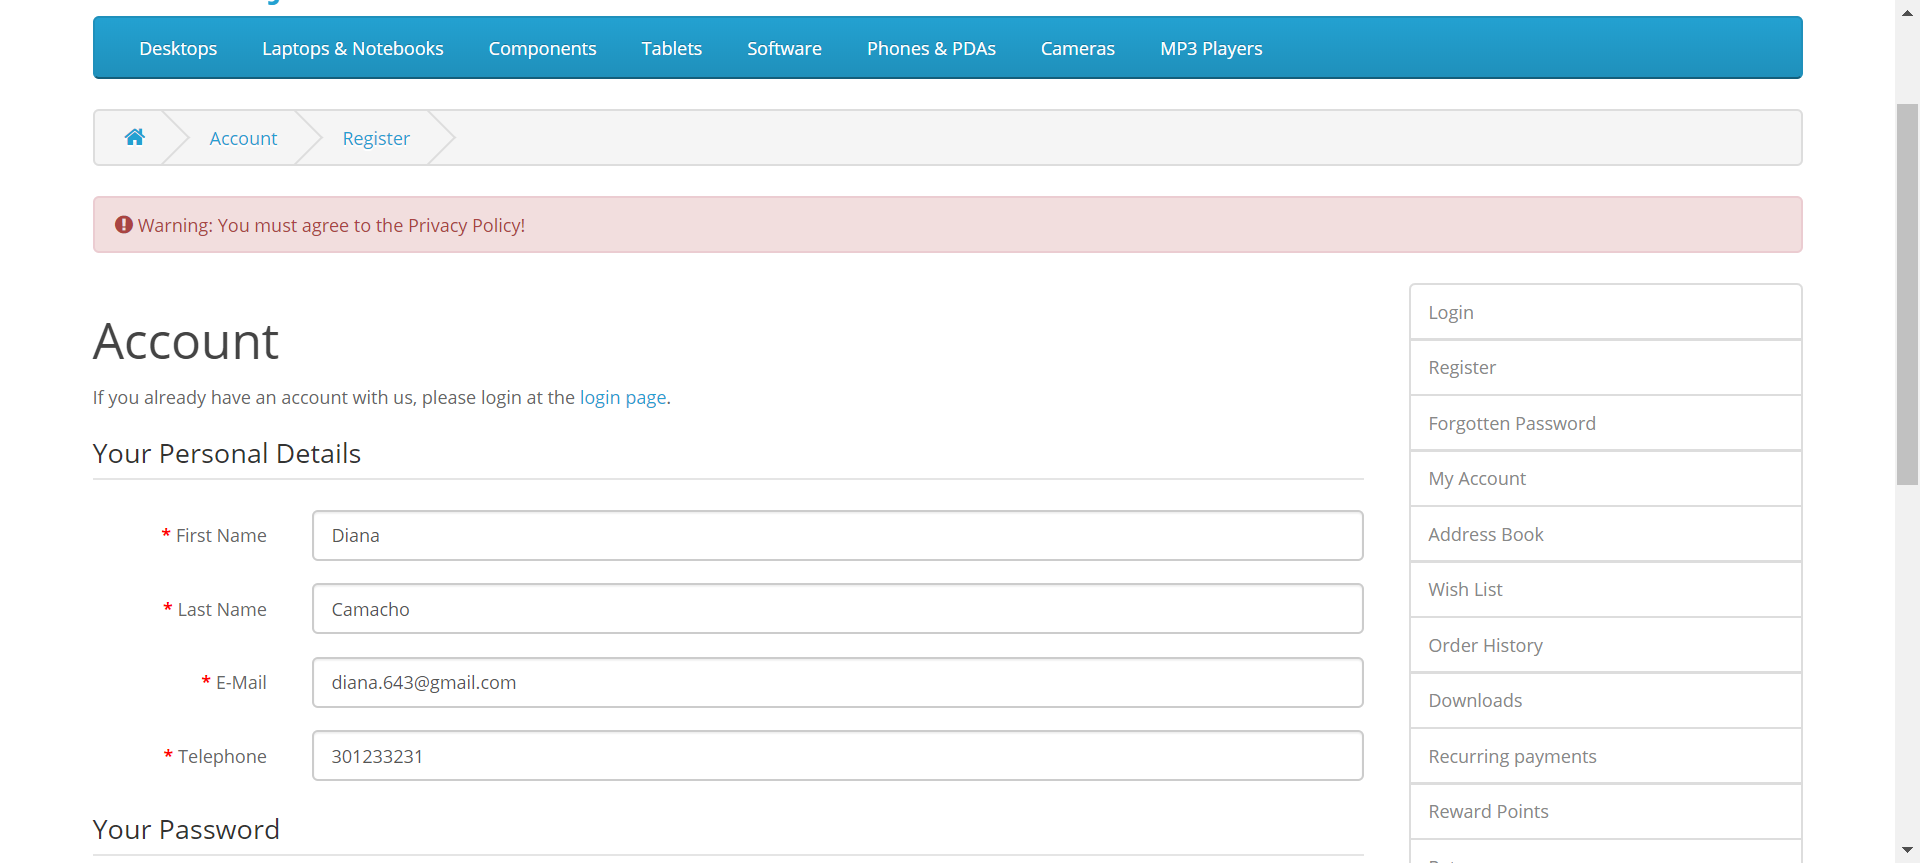 Desktops Laptops & Notebooks Components Tablets Software Phones & PDAs Cameras MP3 Players
Account Register
Warning: You must agree to the Privacy Policy!
Account
If you already have an account with us, please login at the login page.
Your Personal Details
* First Name Diana
* Last Name Camacho
* E-Mail diana.643@gmail.com
* Telephone 301233231
Your Password
Login
Register
Forgotten Password
My Account
Address Book
Wish List
Order History
Downloads
Recurring payments
Reward Points